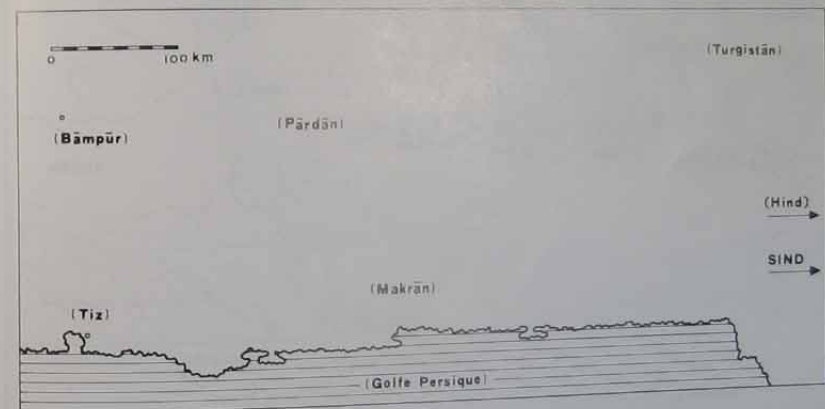 0 100 km
(Turgistān)
(Bāmpūr)
(Pārdān)
(Hind)
SIND
(Makrān)
(Tiz)
(Golfe Persique)